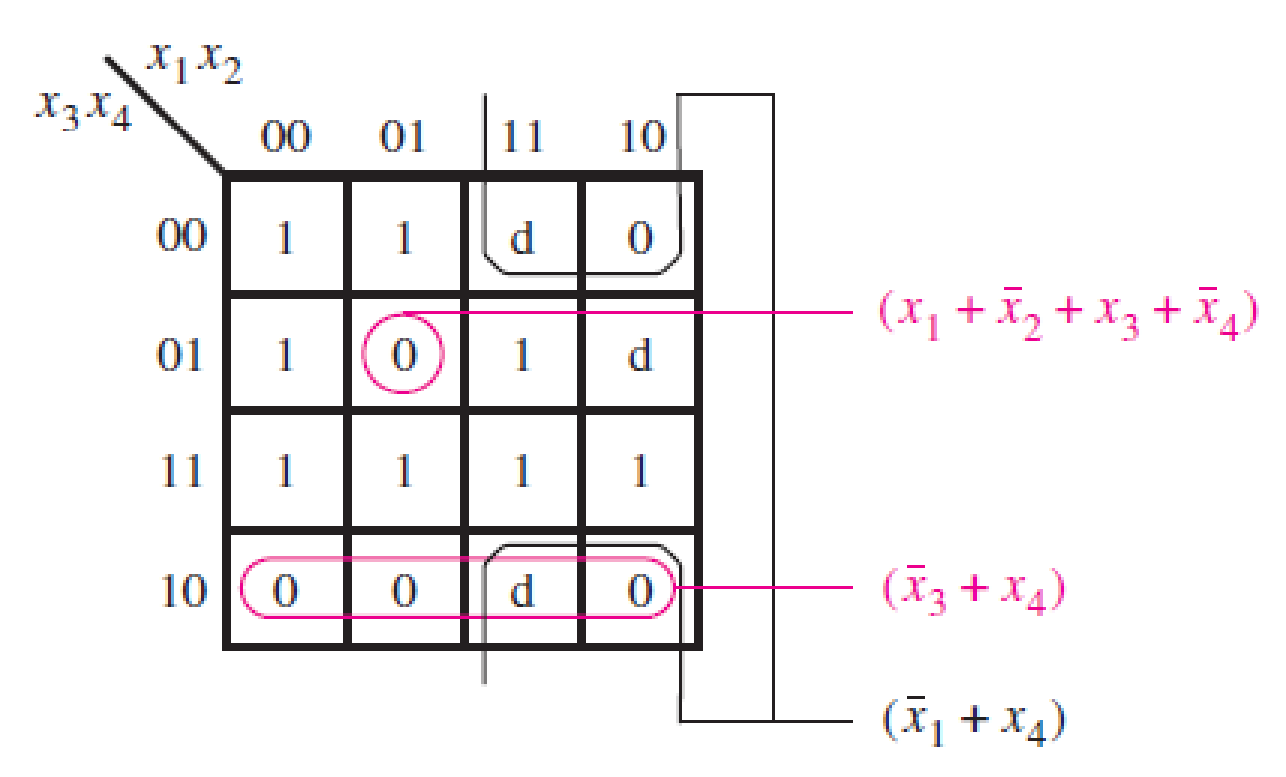 x₁x₂
x₃x₄
00 01 11 10
00 1 1 d 0
(x₁ + x̅₂ + x₃ + x̅₄)
01 1 0 1 d
11 1 1 1 1
10 0 0 d 0
(x̅₃ + x₄)
(x̅₁ + x₄)